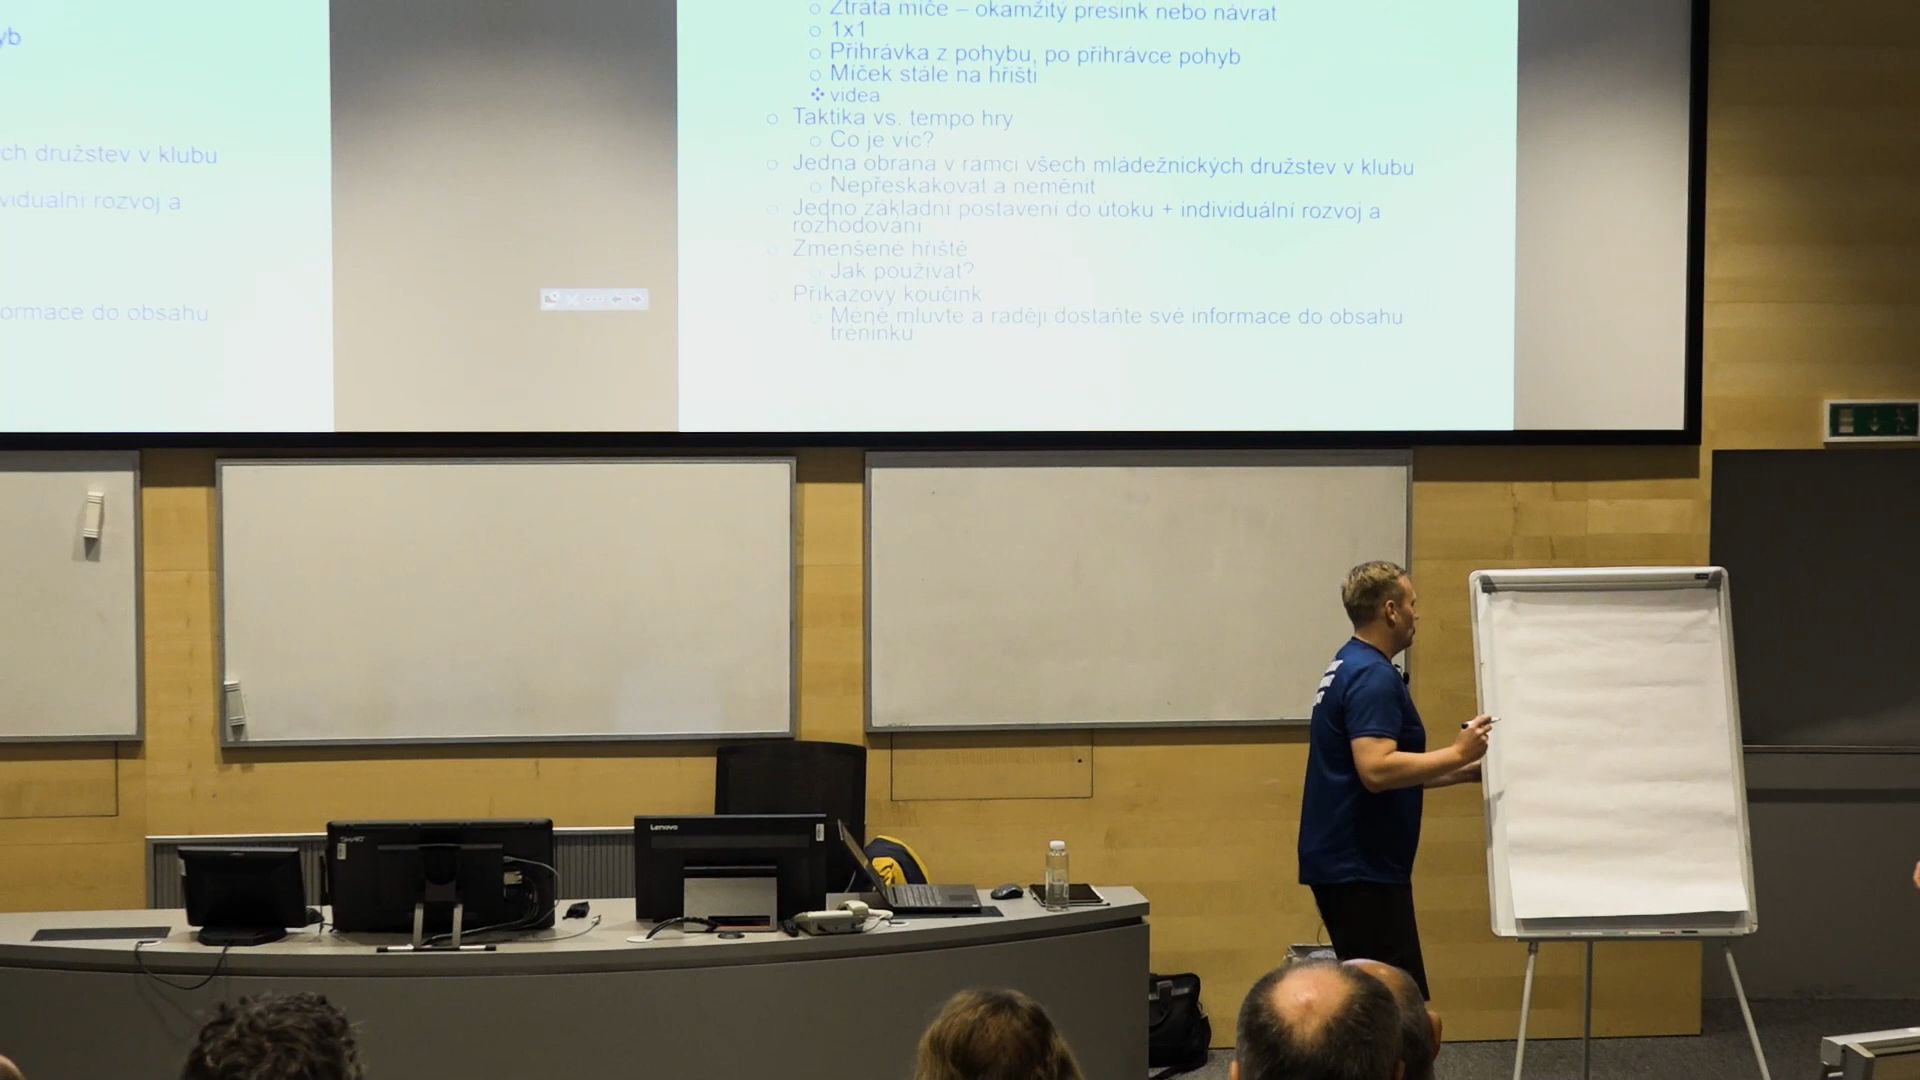 yb
ch družstev v klubu
viduální rozvoj a
ormace do obsahu
Ztráta míče – okamžitý presink nebo návrat
1x1
Přihrávka z pohybu, po přihrávce pohyb
Míček stále na hřišti
videa
Taktika vs. tempo hry
Co je víc?
Jedna obrana v rámci všech mládežnických družstev v klubu
Nepřeskakovat a neměnit
Jedno základní postavení do útoku + individuální rozvoj a
rozhodování
Zmenšené hřiště
Jak používat?
Příkazový koučink
Méně mluvte a raději dostaňte své informace do obsahu
tréninku
SMART
Lenovo